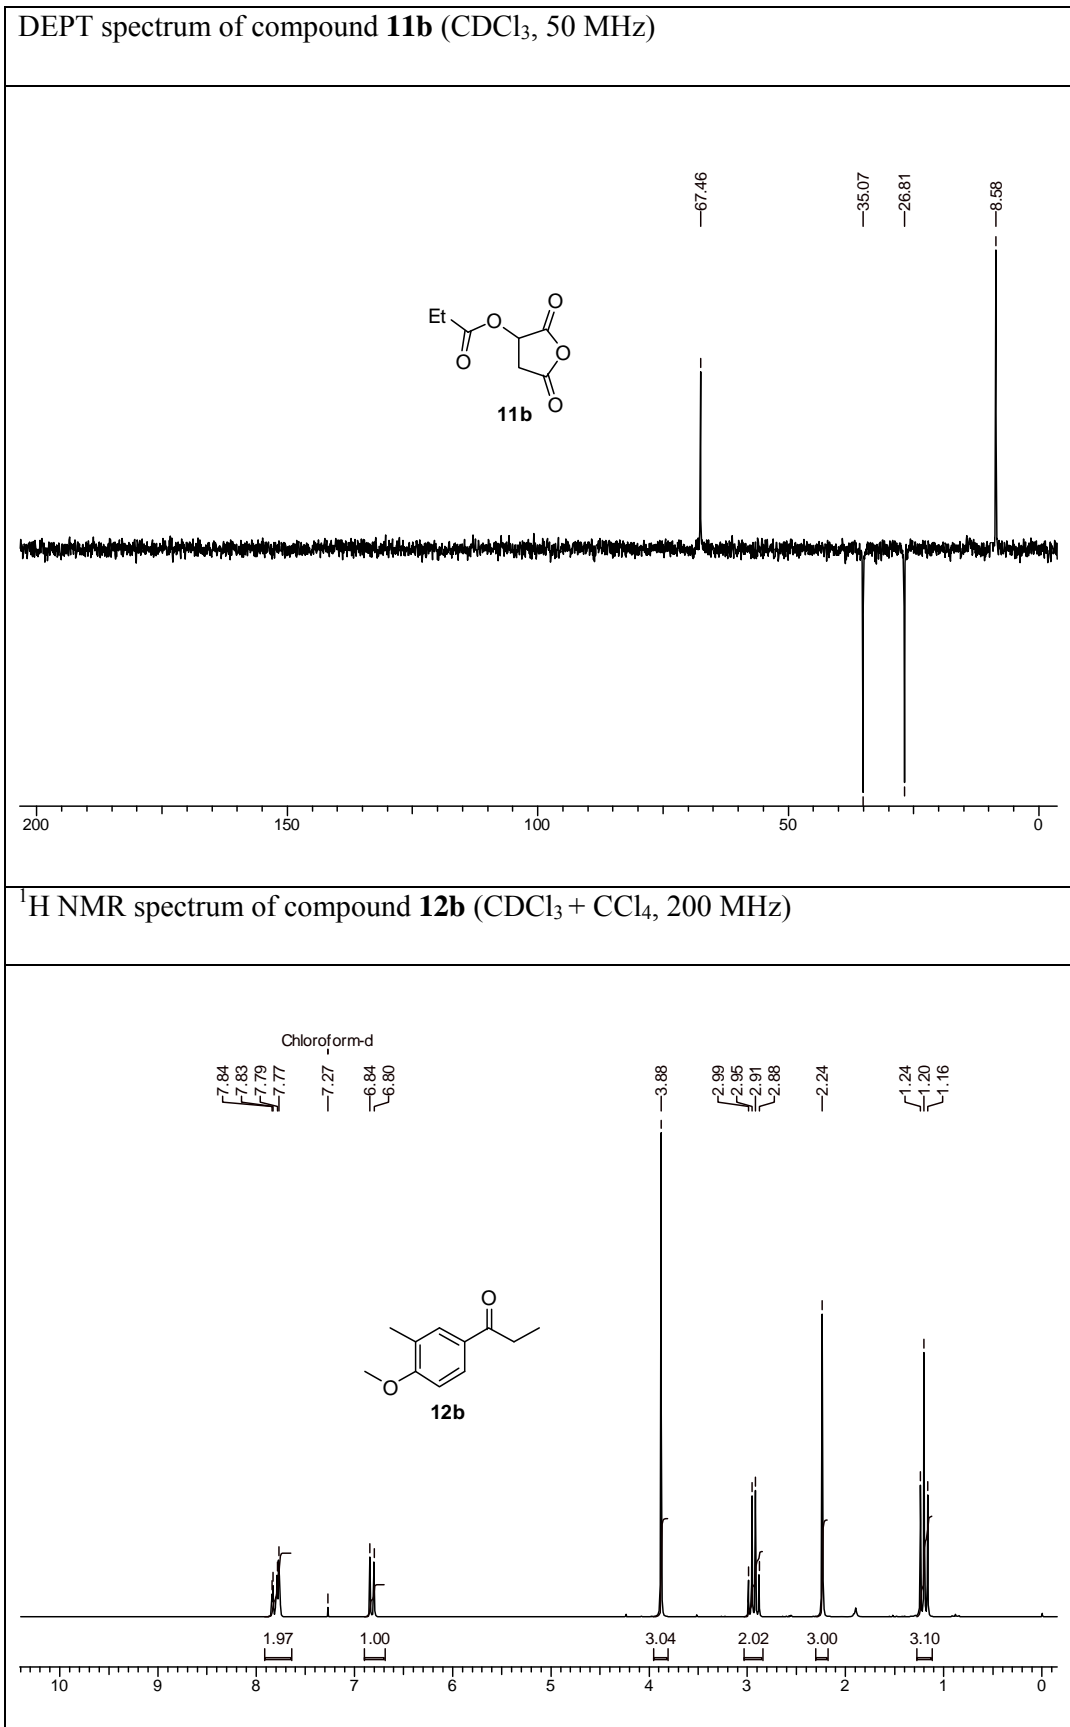 DEPT spectrum of compound 11b (CDCl₃, 50 MHz)
67.46
35.07
26.81
8.58
Et
O
O
O
O
O
11b
200 150 100 50 0
¹H NMR spectrum of compound 12b (CDCl₃ + CCl₄, 200 MHz)
Chloroform-d
7.84
7.83
7.79
7.77
7.27
6.84
6.80
3.88
2.99
2.95
2.91
2.88
2.24
1.24
1.20
1.16
O
O
12b
1.97 1.00 3.04 2.02 3.00 3.10
10 9 8 7 6 5 4 3 2 1 0